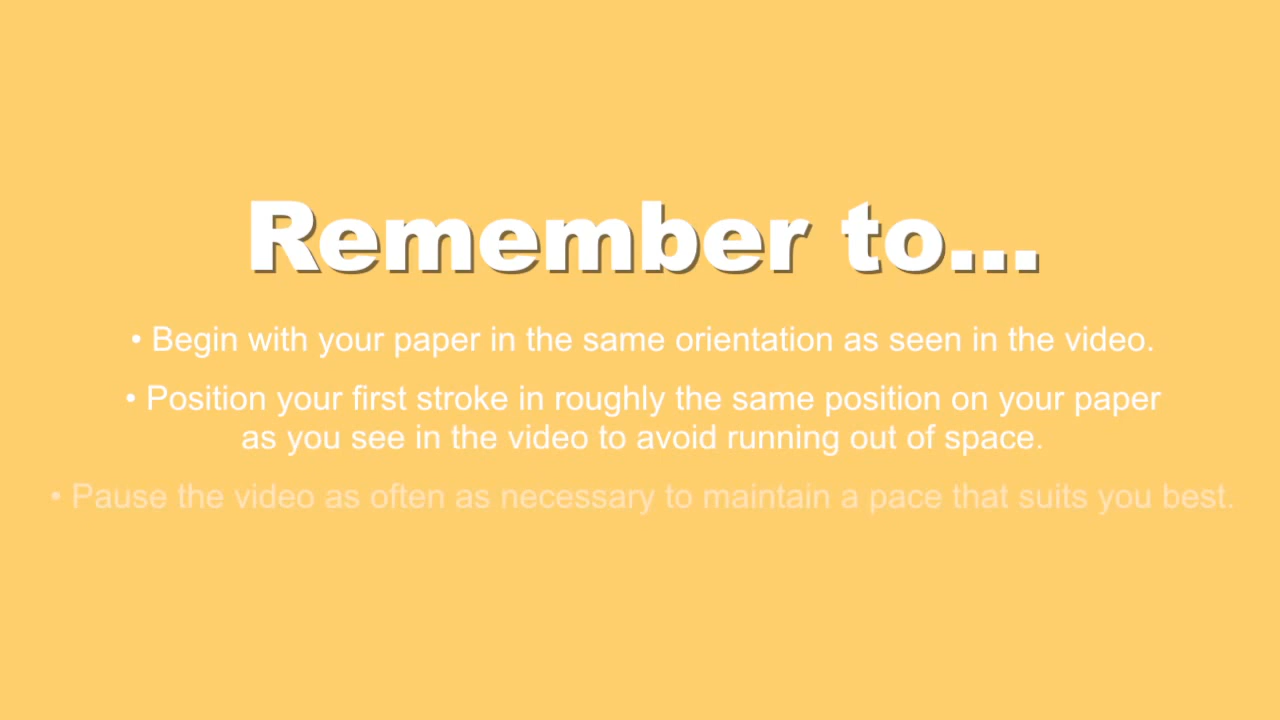 Remember to...
• Begin with your paper in the same orientation as seen in the video.
• Position your first stroke in roughly the same position on your paper
as you see in the video to avoid running out of space.
• Pause the video as often as necessary to maintain a pace that suits you best.